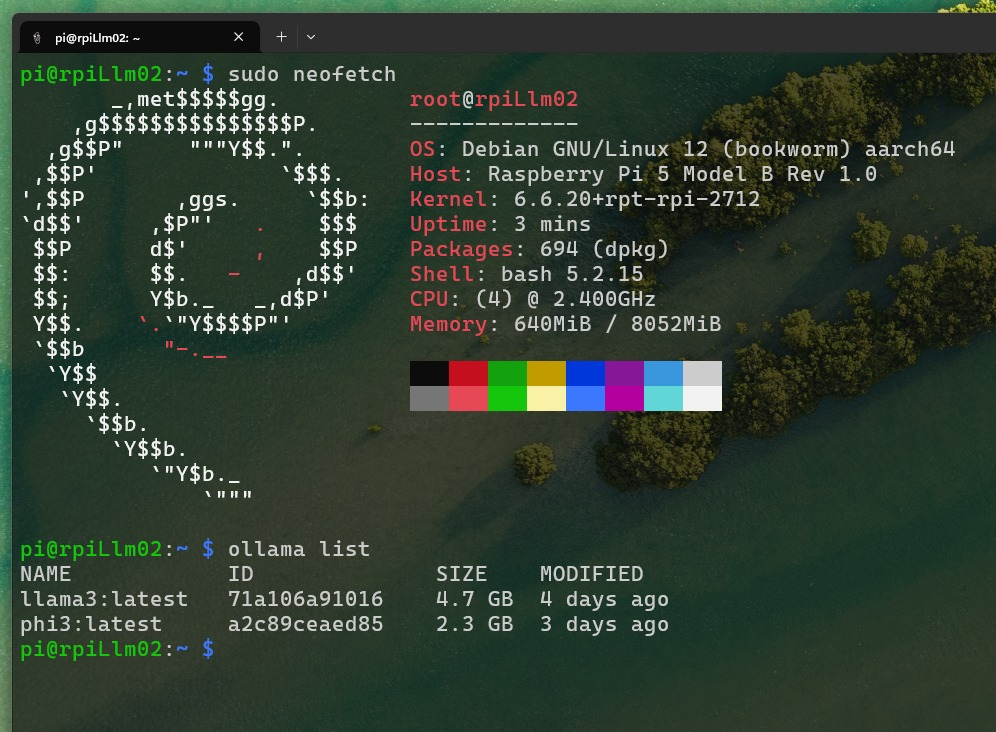 pi@rpiLlm02: ~
pi@rpiLlm02:~ $ sudo neofetch
       _,met$$$$$gg.          root@rpiLlm02
    ,g$$$$$$$$$$$$$$$P.       -------------
  ,g$$P"     """Y$$.".        OS: Debian GNU/Linux 12 (bookworm) aarch64
 ,$$P'              `$$$.     Host: Raspberry Pi 5 Model B Rev 1.0
',$$P       ,ggs.     `$$b:   Kernel: 6.6.20+rpt-rpi-2712
`d$$'     ,$P"'   .    $$$    Uptime: 3 mins
 $$P      d$'     ,    $$P    Packages: 694 (dpkg)
 $$:      $$.   -    ,d$$'    Shell: bash 5.2.15
 $$;      Y$b._   _,d$P'      CPU: (4) @ 2.400GHz
 Y$$.    `.`"Y$$$$P"'         Memory: 640MiB / 8052MiB
 `$$b      "-.__
  `Y$$
   `Y$$.
     `$$b.
       `Y$$b.
          `"Y$b._
              `"""
pi@rpiLlm02:~ $ ollama list
NAME            ID              SIZE    MODIFIED
llama3:latest   71a106a91016    4.7 GB  4 days ago
phi3:latest     a2c89ceaed85    2.3 GB  3 days ago
pi@rpiLlm02:~ $